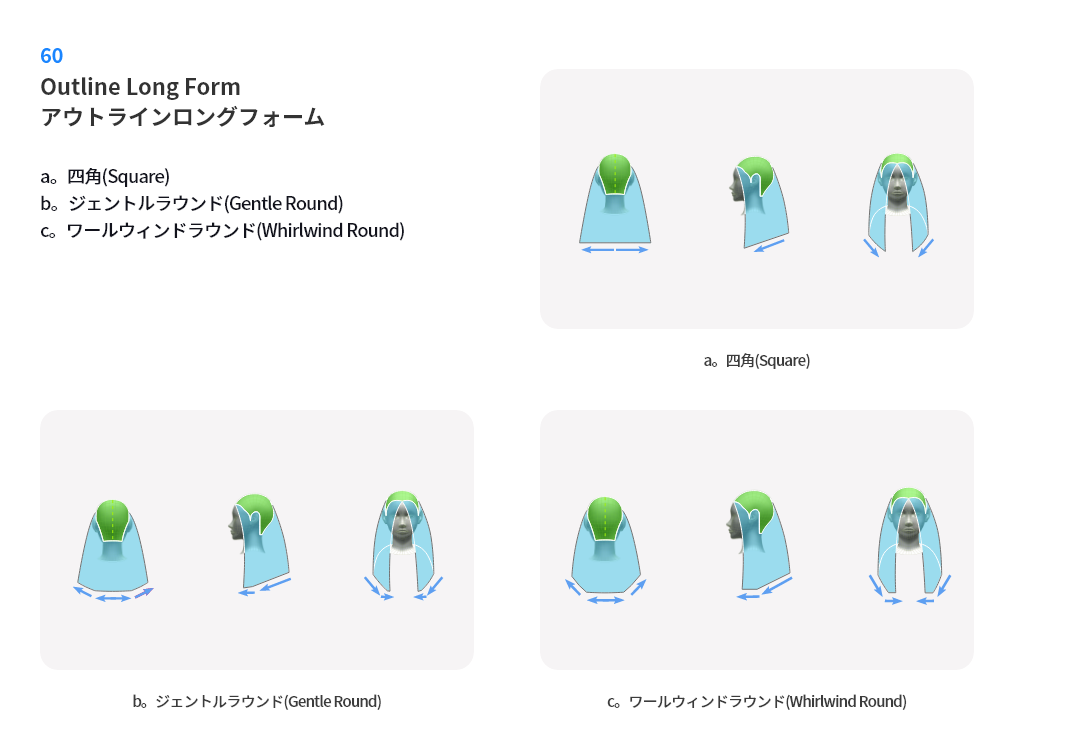 60
Outline Long Form
アウトラインロングフォーム
a。四角(Square)
b。ジェントルラウンド(Gentle Round)
c。ワールウィンドラウンド(Whirlwind Round)
a。四角(Square)
b。ジェントルラウンド(Gentle Round)
c。ワールウィンドラウンド(Whirlwind Round)